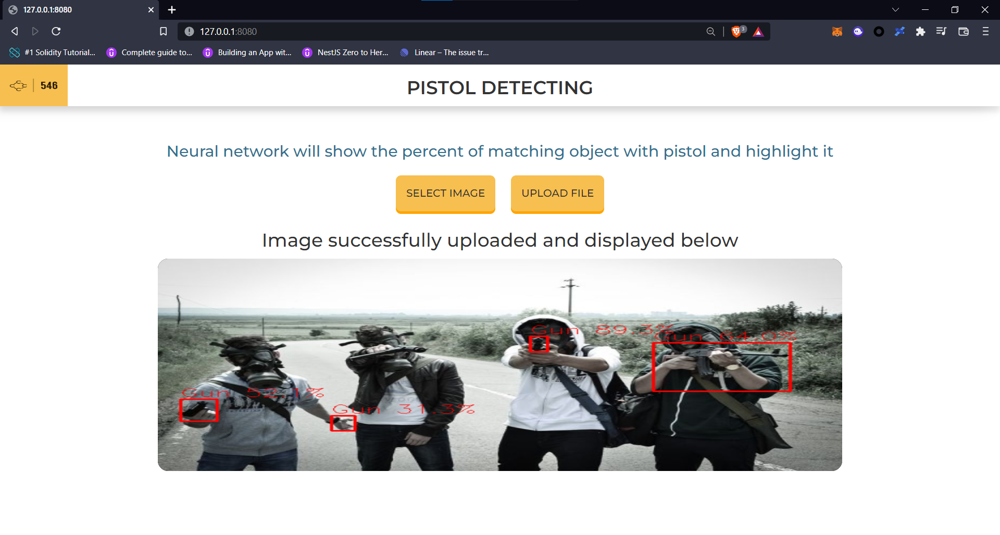 127.0.0.1:8080
127.0.0.1:8080
3
#1 Solidity Tutorial...
Complete guide to...
Building an App wit...
NestJS Zero to Her...
Linear – The issue tr...
546
PISTOL DETECTING
Neural network will show the percent of matching object with pistol and highlight it
SELECT IMAGE
UPLOAD FILE
Image successfully uploaded and displayed below
Gun 89.3%
Gun 64.0%
Gun 52.1%
Gun 31.3%